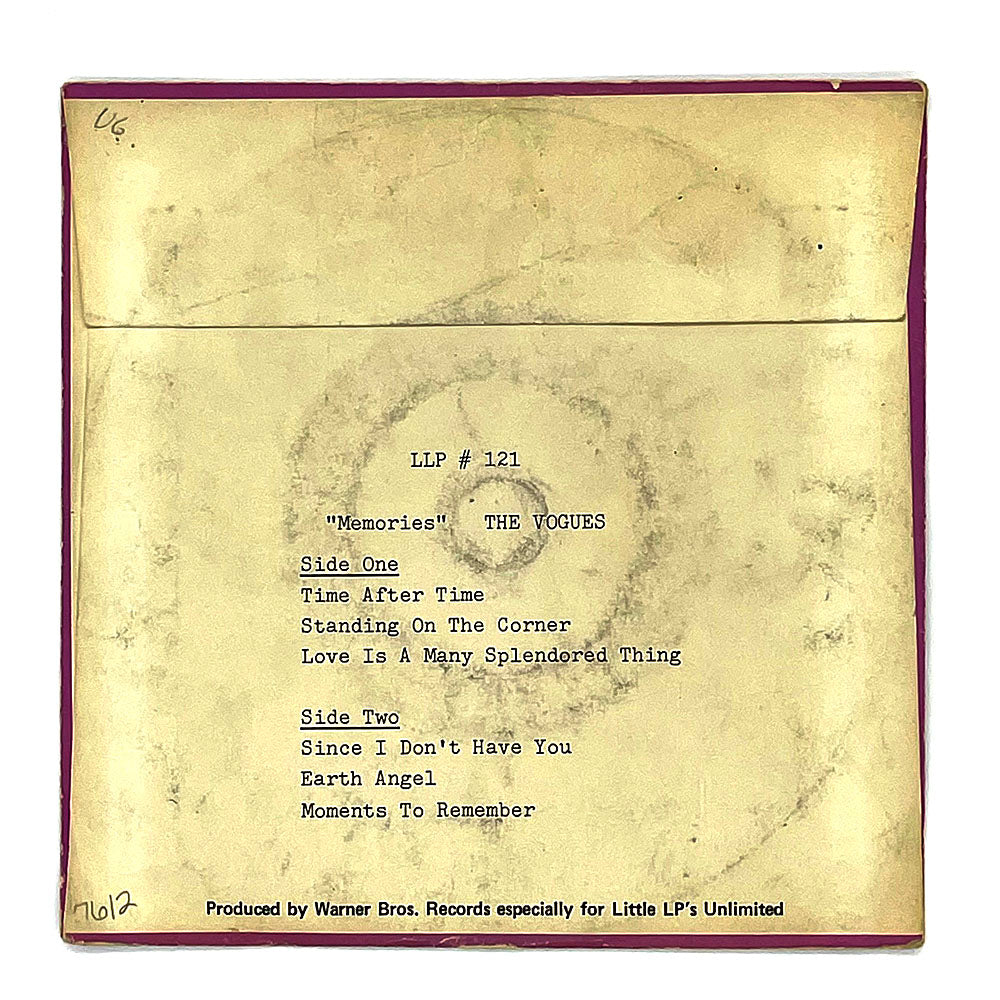 UG.
LLP # 121
"Memories" THE VOGUES
Side One
Time After Time
Standing On The Corner
Love Is A Many Splendored Thing
Side Two
Since I Don't Have You
Earth Angel
Moments To Remember
7612
Produced by Warner Bros. Records especially for Little LP's Unlimited